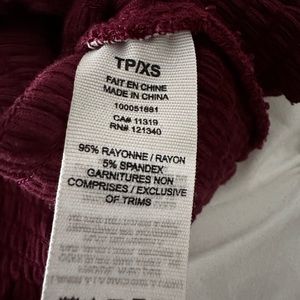 TP/XS
FAIT EN CHINE
MADE IN CHINA
100051681
CA# 11319
RN# 121340
95% RAYONNE / RAYON
5% SPANDEX
GARNITURES NON
COMPRISES / EXCLUSIVE
OF TRIMS